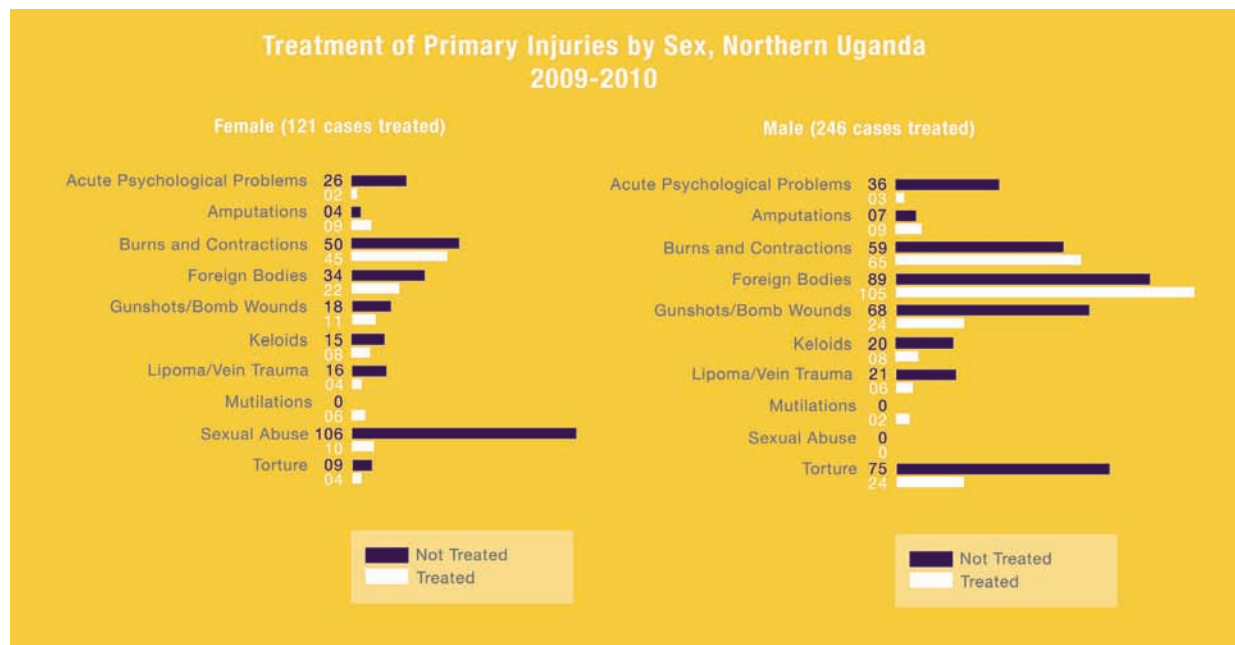 Treatment of Primary Injuries by Sex, Northern Uganda
2009-2010
Female (121 cases treated)
Acute Psychological Problems 26
02
Amputations 04
09
Burns and Contractions 50
45
Foreign Bodies 34
22
Gunshots/Bomb Wounds 18
11
Keloids 15
08
Lipoma/Vein Trauma 16
04
Mutilations 0
06
Sexual Abuse 106
10
Torture 09
04
Not Treated
Treated
Male (246 cases treated)
Acute Psychological Problems 36
03
Amputations 07
09
Burns and Contractions 59
65
Foreign Bodies 89
105
Gunshots/Bomb Wounds 68
24
Keloids 20
08
Lipoma/Vein Trauma 21
06
Mutilations 0
02
Sexual Abuse 0
0
Torture 75
24
Not Treated
Treated